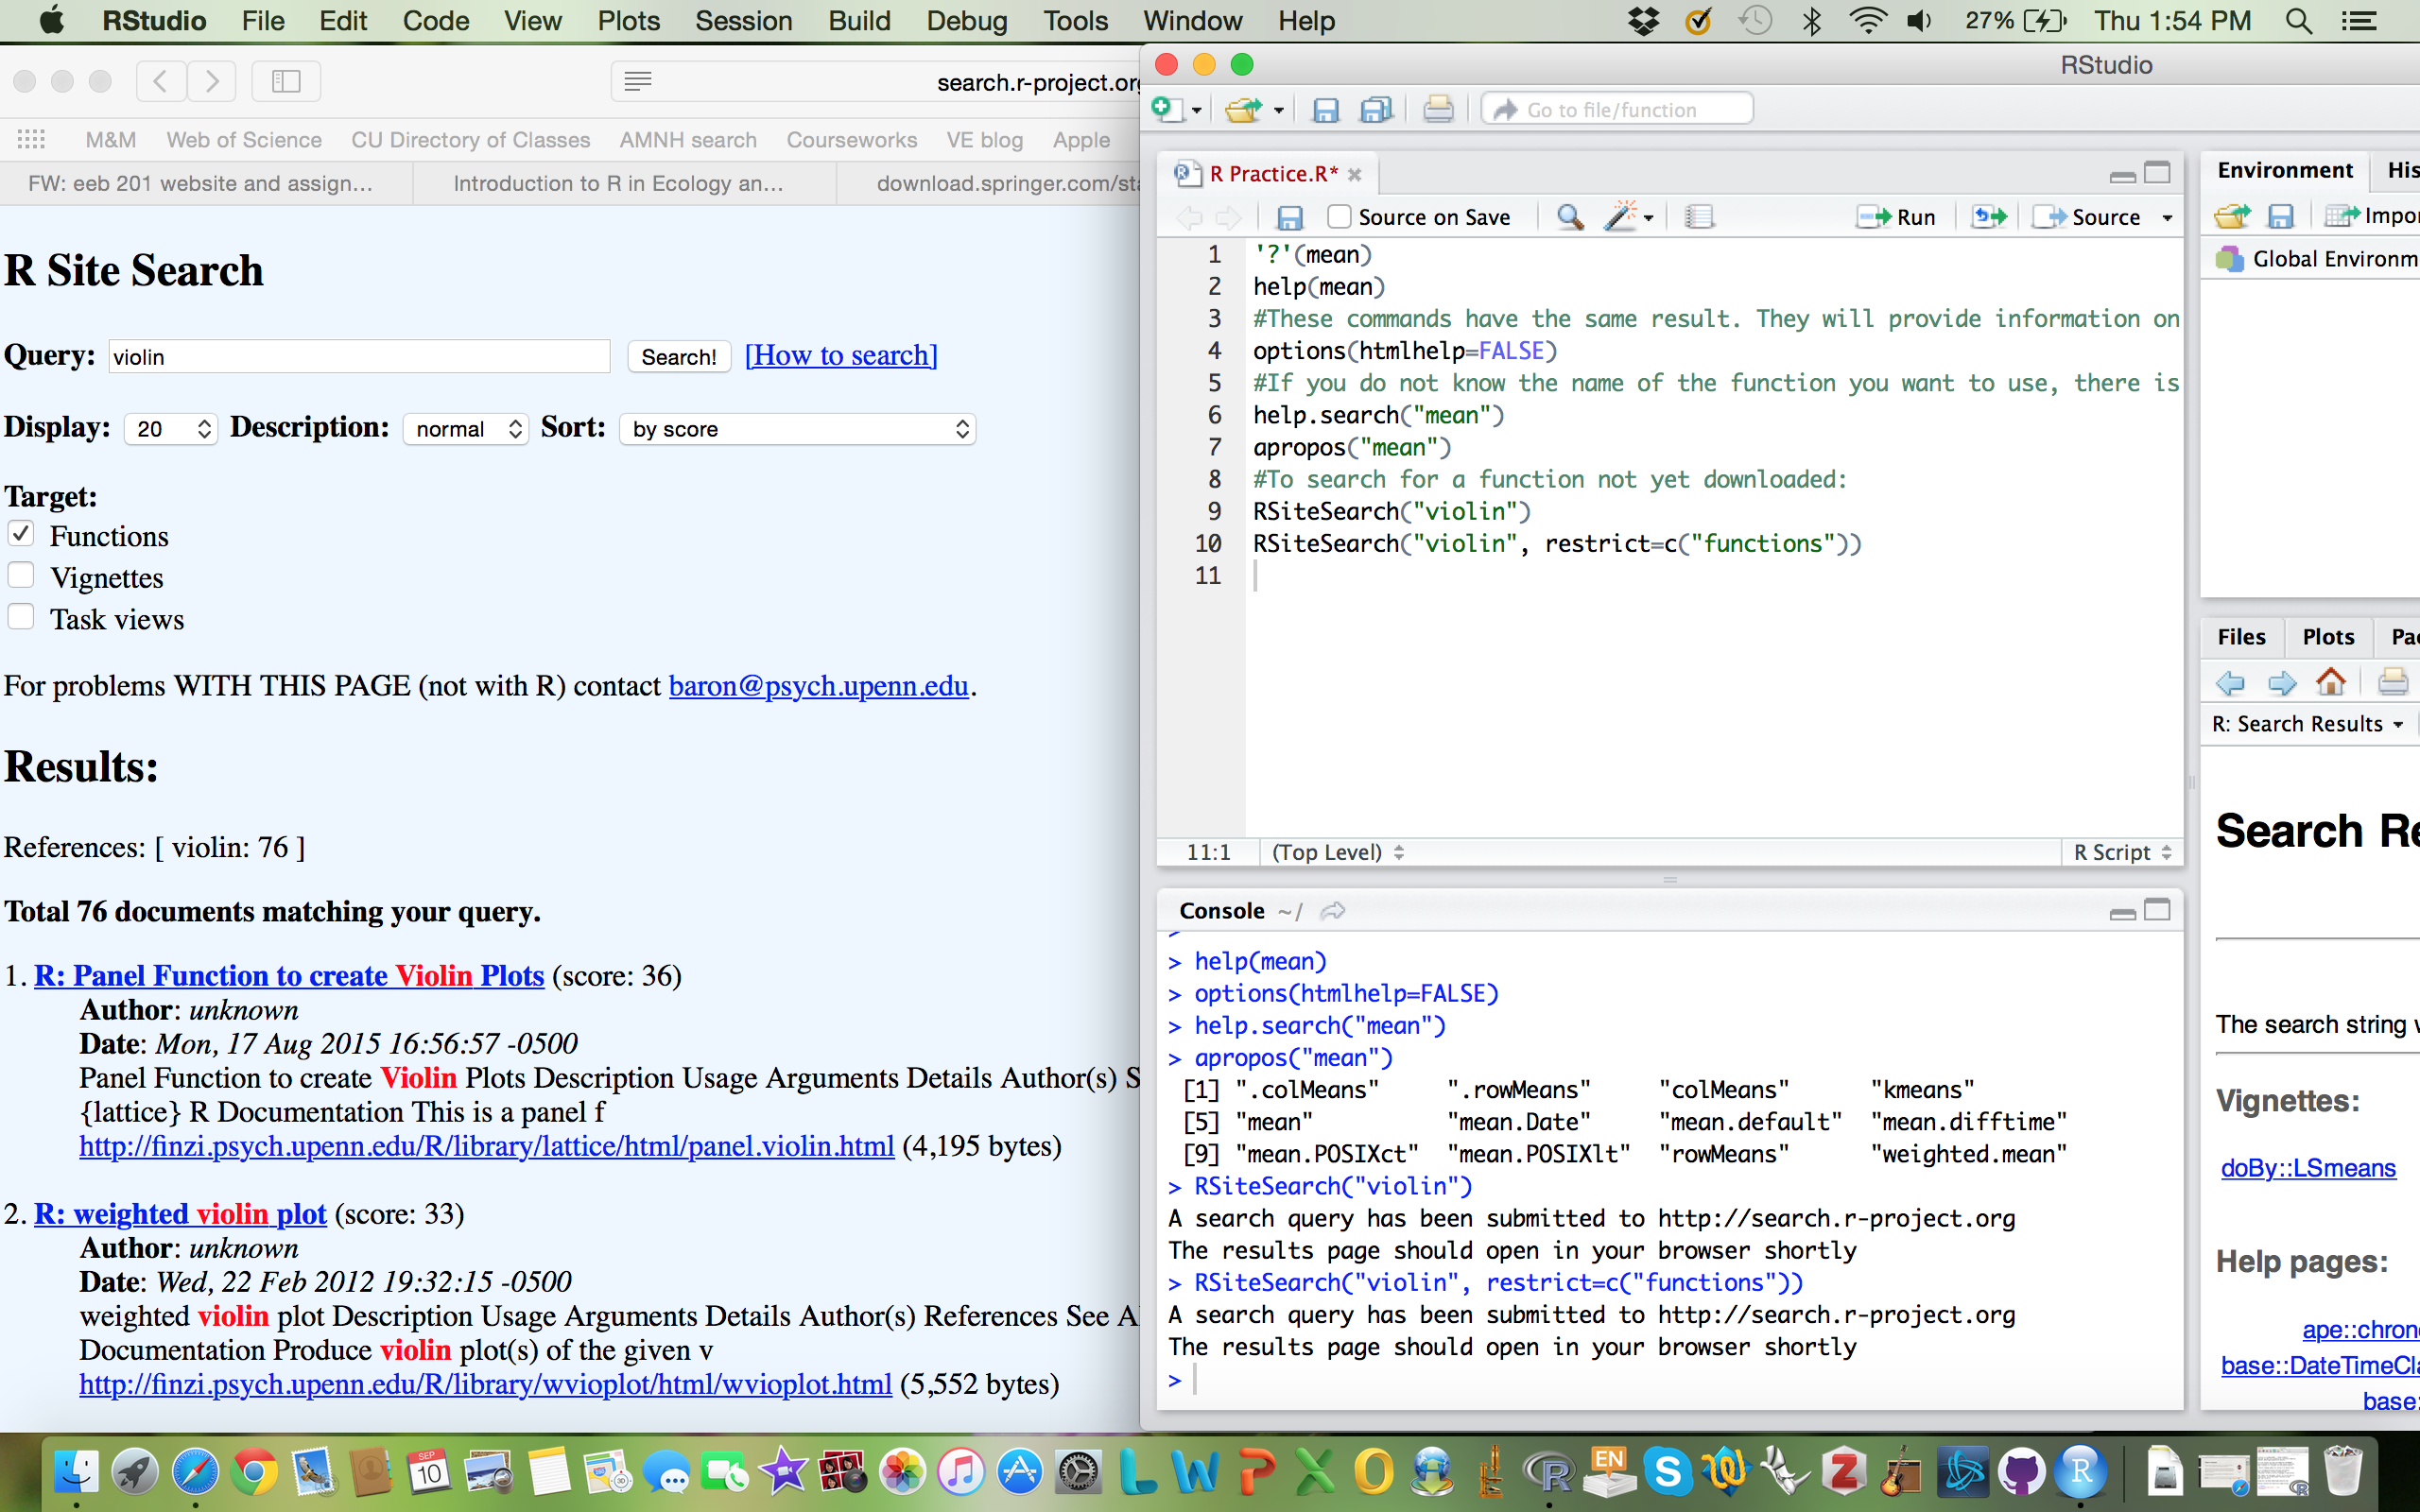 RStudio File Edit Code View Plots Session Build Debug Tools Window Help 27% Thu 1:54 PM
search.r-project.org
M&M Web of Science CU Directory of Classes AMNH search Courseworks VE blog Apple
FW: eeb 201 website and assign... Introduction to R in Ecology an... download.springer.com/sta
R Site Search
Query: violin Search! [How to search]
Display: 20 Description: normal Sort: by score
Target:
Functions
Vignettes
Task views
For problems WITH THIS PAGE (not with R) contact baron@psych.upenn.edu.
Results:
References: [ violin: 76 ]
Total 76 documents matching your query.
1. R: Panel Function to create Violin Plots (score: 36)
Author: unknown
Date: Mon, 17 Aug 2015 16:56:57 -0500
Panel Function to create Violin Plots Description Usage Arguments Details Author(s) S
{lattice} R Documentation This is a panel f
http://finzi.psych.upenn.edu/R/library/lattice/html/panel.violin.html (4,195 bytes)
2. R: weighted violin plot (score: 33)
Author: unknown
Date: Wed, 22 Feb 2012 19:32:15 -0500
weighted violin plot Description Usage Arguments Details Author(s) References See Al
Documentation Produce violin plot(s) of the given v
http://finzi.psych.upenn.edu/R/library/wvioplot/html/wvioplot.html (5,552 bytes)
RStudio
Go to file/function
R Practice.R*
Source on Save Run Source
1 '?'(mean)
2 help(mean)
3 #These commands have the same result. They will provide information on
4 options(htmlhelp=FALSE)
5 #If you do not know the name of the function you want to use, there is
6 help.search("mean")
7 apropos("mean")
8 #To search for a function not yet downloaded:
9 RSiteSearch("violin")
10 RSiteSearch("violin", restrict=c("functions"))
11
11:1 (Top Level) R Script
Console ~/
>
> help(mean)
> options(htmlhelp=FALSE)
> help.search("mean")
> apropos("mean")
[1] ".colMeans" ".rowMeans" "colMeans" "kmeans"
[5] "mean" "mean.Date" "mean.default" "mean.difftime"
[9] "mean.POSIXct" "mean.POSIXlt" "rowMeans" "weighted.mean"
> RSiteSearch("violin")
A search query has been submitted to http://search.r-project.org
The results page should open in your browser shortly
> RSiteSearch("violin", restrict=c("functions"))
A search query has been submitted to http://search.r-project.org
The results page should open in your browser shortly
>
Environment His
Impor
Global Environm
Files Plots Pac
R: Search Results
Search Re
The search string w
Vignettes:
doBy::LSmeans
Help pages:
ape::chron
base::DateTimeCla
base:
SEP
10
L W P X O R EN S Z R